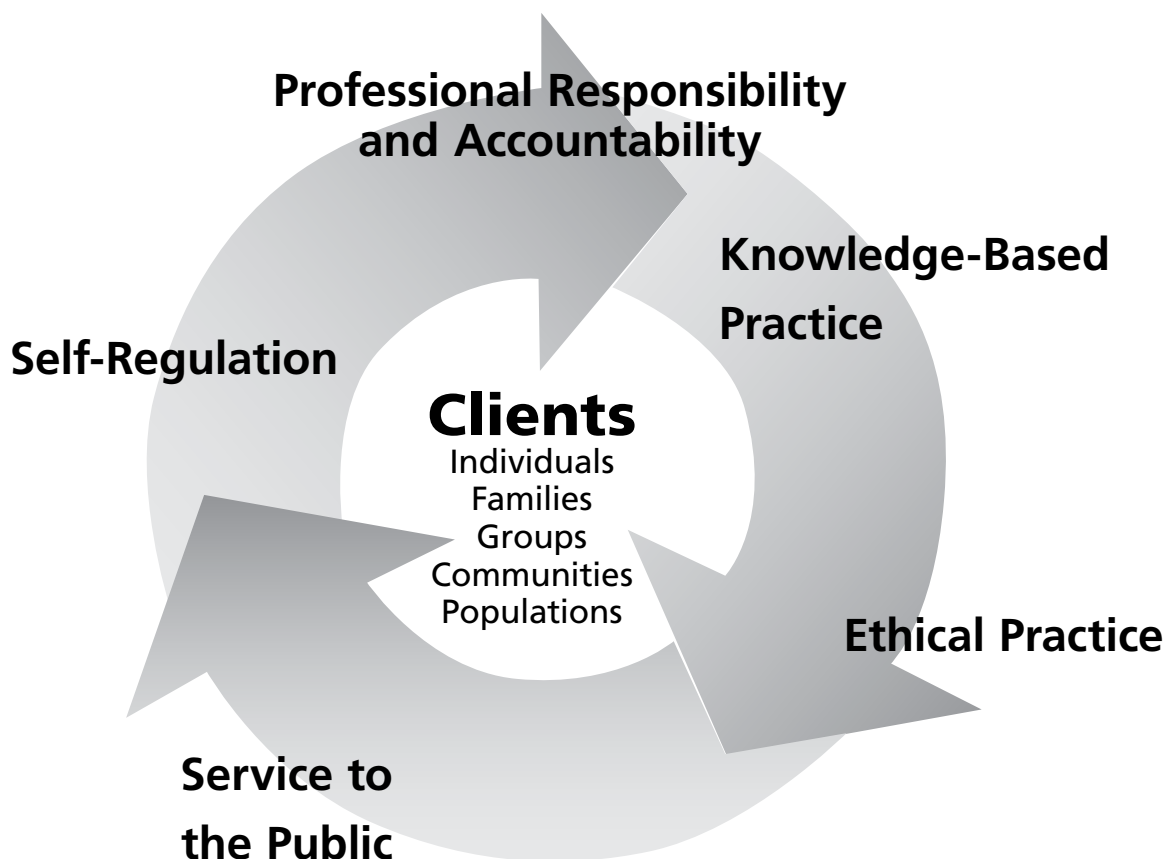 Professional Responsibility
and Accountability
Knowledge-Based
Practice
Self-Regulation
Clients
Individuals
Families
Groups
Communities
Populations
Ethical Practice
Service to
the Public